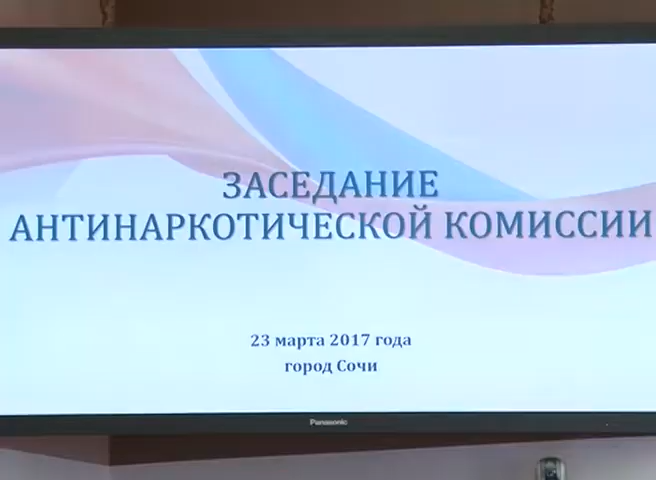 ЗАСЕДАНИЕ
АНТИНАРКОТИЧЕСКОЙ КОМИССИИ
23 марта 2017 года
город Сочи
Panasonic